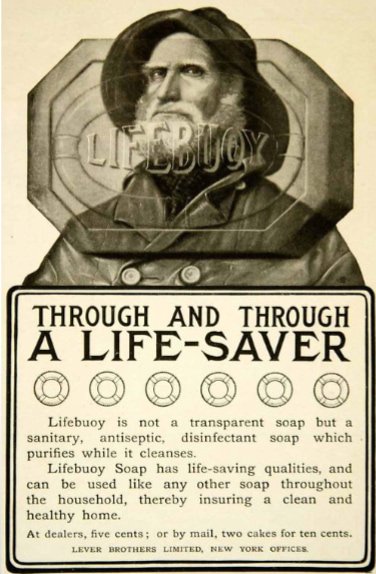 LIFEBUOY
THROUGH AND THROUGH
A LIFE-SAVER
Lifebuoy is not a transparent soap but a
sanitary, antiseptic, disinfectant soap which
purifies while it cleanses.
Lifebuoy Soap has life-saving qualities, and
can be used like any other soap throughout
the household, thereby insuring a clean and
healthy home.
At dealers, five cents; or by mail, two cakes for ten cents.
LEVER BROTHERS LIMITED, NEW YORK OFFICES.